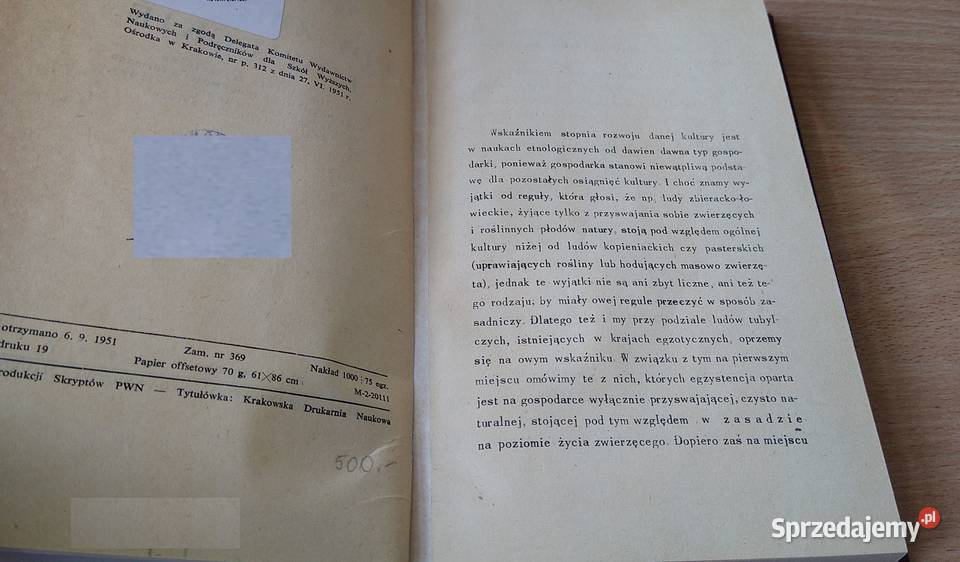 Wydano za zgodą Delegata Komitetu Wydawnictw
Naukowych i Podręczników dla Szkół Wyższych,
Ośrodka w Krakowie, nr p. 312 z dnia 27. VI. 1951 r.
otrzymano 6. 9. 1951
druku 19
Zam. nr 369
Papier offsetowy 70 g, 61×86 cm
Nakład 1000 + 75 egz.
M-2-20111
rodukcji Skryptów PWN — Tytułówka: Krakowska Drukarnia Naukowa
500.-
Wskaźnikiem stopnia rozwoju danej kultury jest
w naukach etnologicznych od dawien dawna typ gospo-
darki, ponieważ gospodarka stanowi niewątpliwą podsta-
wę dla pozostałych osiągnięć kultury. I choć znamy wy-
jątki od reguły, która głosi, że np. ludy zbieracko-ło-
wieckie, żyjące tylko z przyswajania sobie zwierzęcych
i roślinnych płodów natury, stoją pod względem ogólnej
kultury niżej od ludów kopieniackich czy pasterskich
(uprawiających rośliny lub hodujących masowo zwierzę-
ta), jednak te wyjątki nie są ani zbyt liczne, ani też te-
go rodzaju; by miały owej regule przeczyć w sposób za-
sadniczy. Dlatego też i my przy podziale ludów tubyl-
czych, istniejących w krajach egzotycznych, oprzemy
się na owym wskaźniku. W związku z tym na pierwszym
miejscu omówimy te z nich, których egzystencja oparta
jest na gospodarce wyłącznie przyswajającej, czysto na-
turalnej, stojącej pod tym względem w zasadzie
na poziomie życia zwierzęcego. Dopiero zaś na miejscu
Sprzedajemy.pl